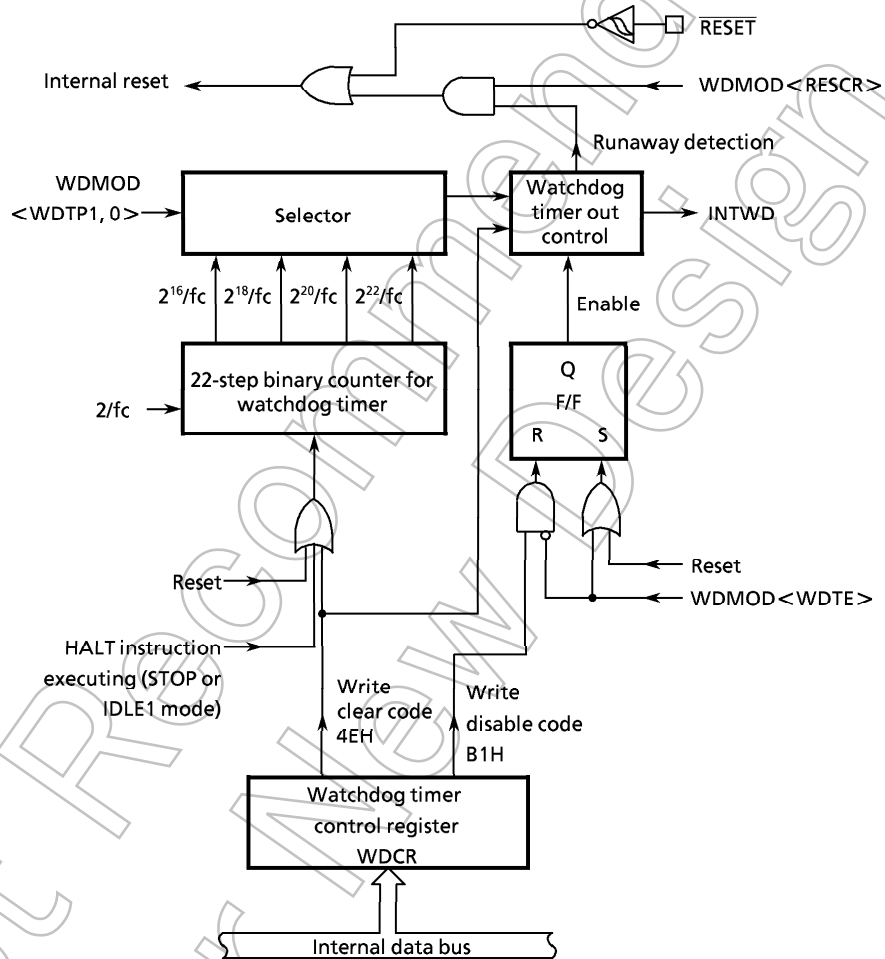 R̅E̅S̅E̅T̅
Internal reset
WDMOD<RESCR>
Runaway detection
WDMOD
<WDTP1, 0>
Selector
Watchdog
timer out
control
INTWD
2¹⁶/fc 2¹⁸/fc 2²⁰/fc 2²²/fc
Enable
2/fc
22-step binary counter for
watchdog timer
Q
F/F
R S
Reset
Reset
WDMOD<WDTE>
HALT instruction
executing (STOP or
IDLE1 mode)
Write
clear code
4EH
Write
disable code
B1H
Watchdog timer
control register
WDCR
Internal data bus
t Recommend
r New Design